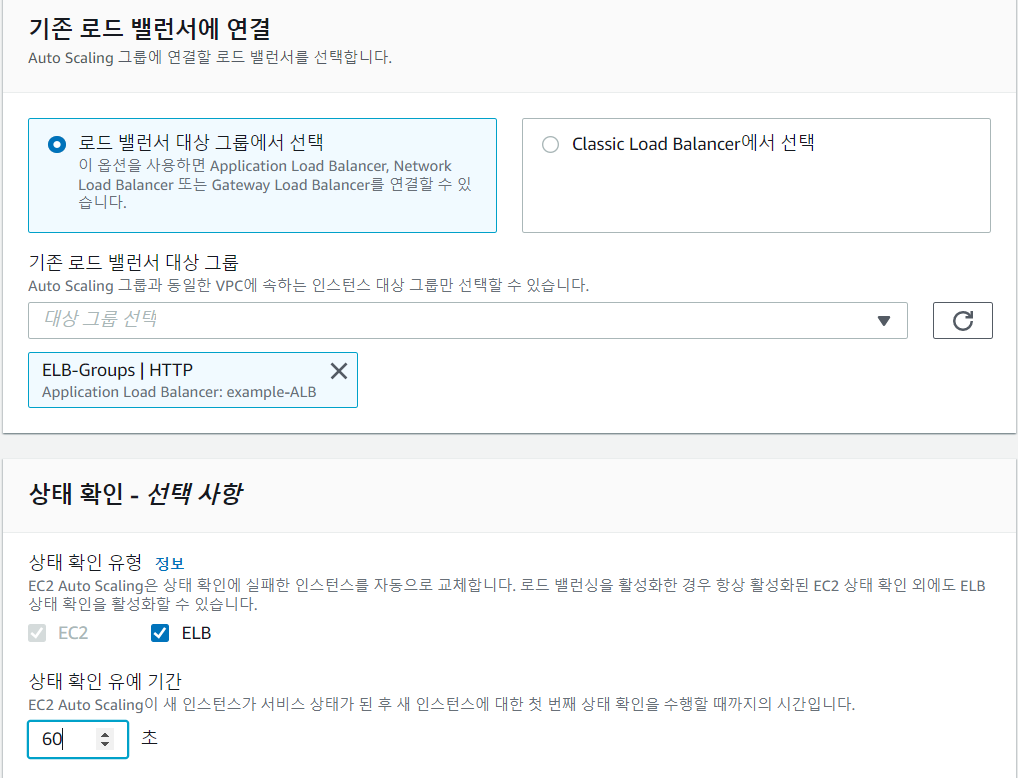 기존 로드 밸런서에 연결
Auto Scaling 그룹에 연결할 로드 밸런서를 선택합니다.
로드 밸런서 대상 그룹에서 선택
이 옵션을 사용하면 Application Load Balancer, Network
Load Balancer 또는 Gateway Load Balancer를 연결할 수 있
습니다.
Classic Load Balancer에서 선택
기존 로드 밸런서 대상 그룹
Auto Scaling 그룹과 동일한 VPC에 속하는 인스턴스 대상 그룹만 선택할 수 있습니다.
대상 그룹 선택
ELB-Groups | HTTP
Application Load Balancer: example-ALB
상태 확인 - 선택 사항
상태 확인 유형 정보
EC2 Auto Scaling은 상태 확인에 실패한 인스턴스를 자동으로 교체합니다. 로드 밸런싱을 활성화한 경우 항상 활성화된 EC2 상태 확인 외에도 ELB
상태 확인을 활성화할 수 있습니다.
EC2 ELB
상태 확인 유예 기간
EC2 Auto Scaling이 새 인스턴스가 서비스 상태가 된 후 새 인스턴스에 대한 첫 번째 상태 확인을 수행할 때까지의 시간입니다.
60 초